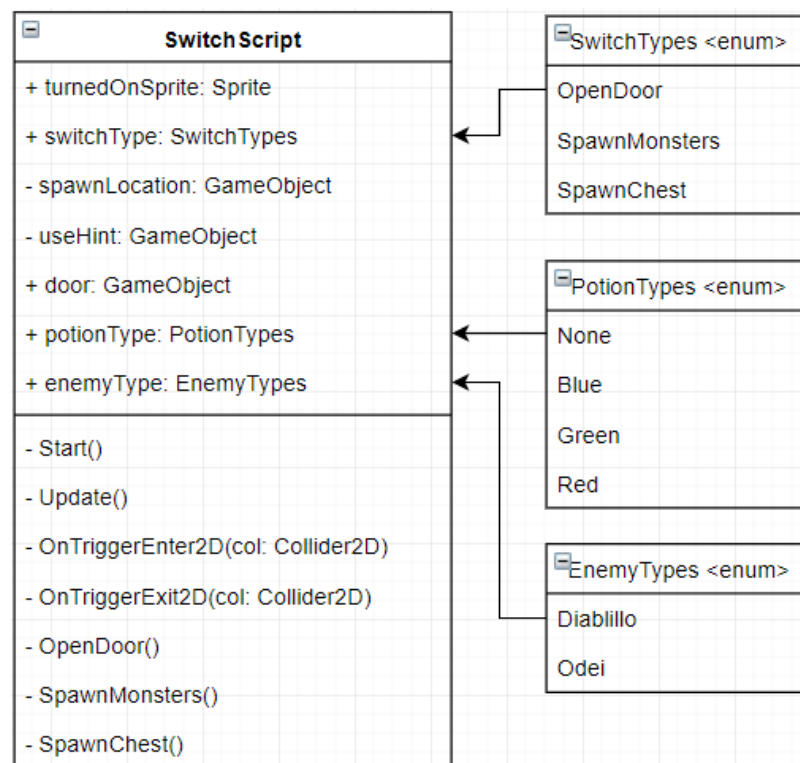 SwitchScript
+ turnedOnSprite: Sprite
+ switchType: SwitchTypes
- spawnLocation: GameObject
- useHint: GameObject
+ door: GameObject
+ potionType: PotionTypes
+ enemyType: EnemyTypes
- Start()
- Update()
- OnTriggerEnter2D(col: Collider2D)
- OnTriggerExit2D(col: Collider2D)
- OpenDoor()
- SpawnMonsters()
- SpawnChest()
SwitchTypes <enum>
OpenDoor
SpawnMonsters
SpawnChest
PotionTypes <enum>
None
Blue
Green
Red
EnemyTypes <enum>
Diablillo
Odei